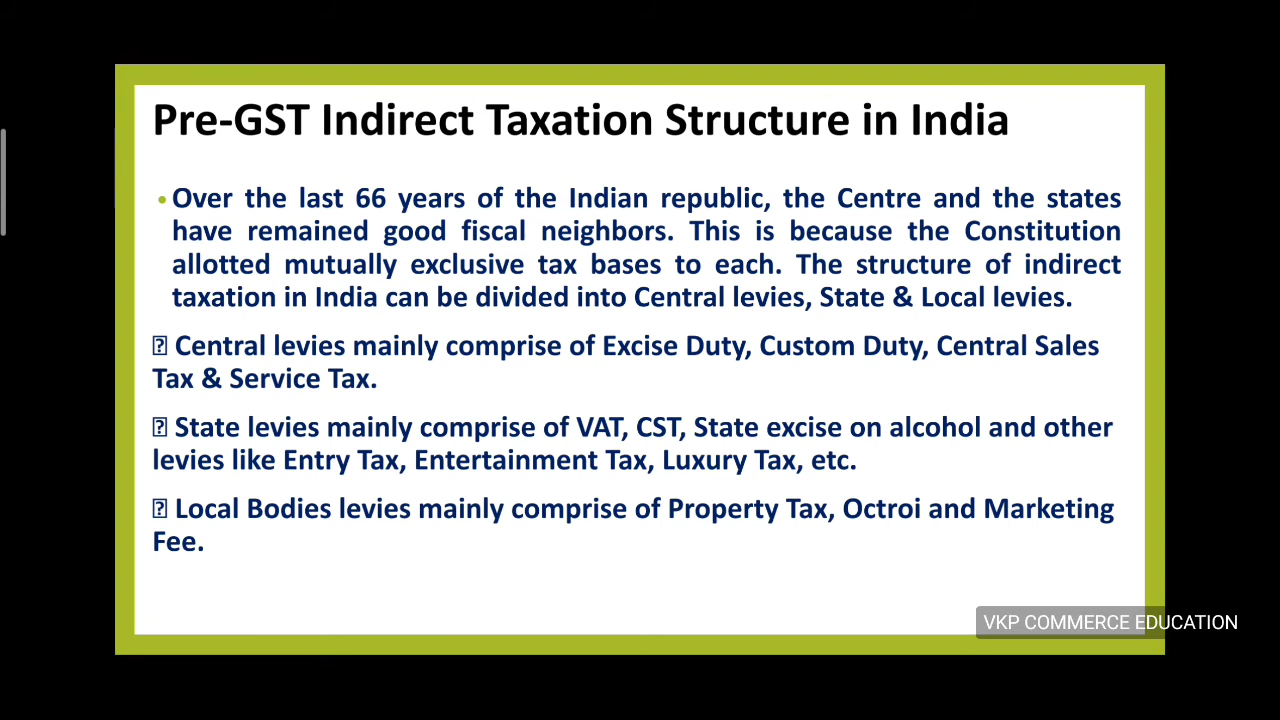 Pre-GST Indirect Taxation Structure in India
• Over the last 66 years of the Indian republic, the Centre and the states
have remained good fiscal neighbors. This is because the Constitution
allotted mutually exclusive tax bases to each. The structure of indirect
taxation in India can be divided into Central levies, State & Local levies.
⍰ Central levies mainly comprise of Excise Duty, Custom Duty, Central Sales
Tax & Service Tax.
⍰ State levies mainly comprise of VAT, CST, State excise on alcohol and other
levies like Entry Tax, Entertainment Tax, Luxury Tax, etc.
⍰ Local Bodies levies mainly comprise of Property Tax, Octroi and Marketing
Fee.
VKP COMMERCE EDUCATION